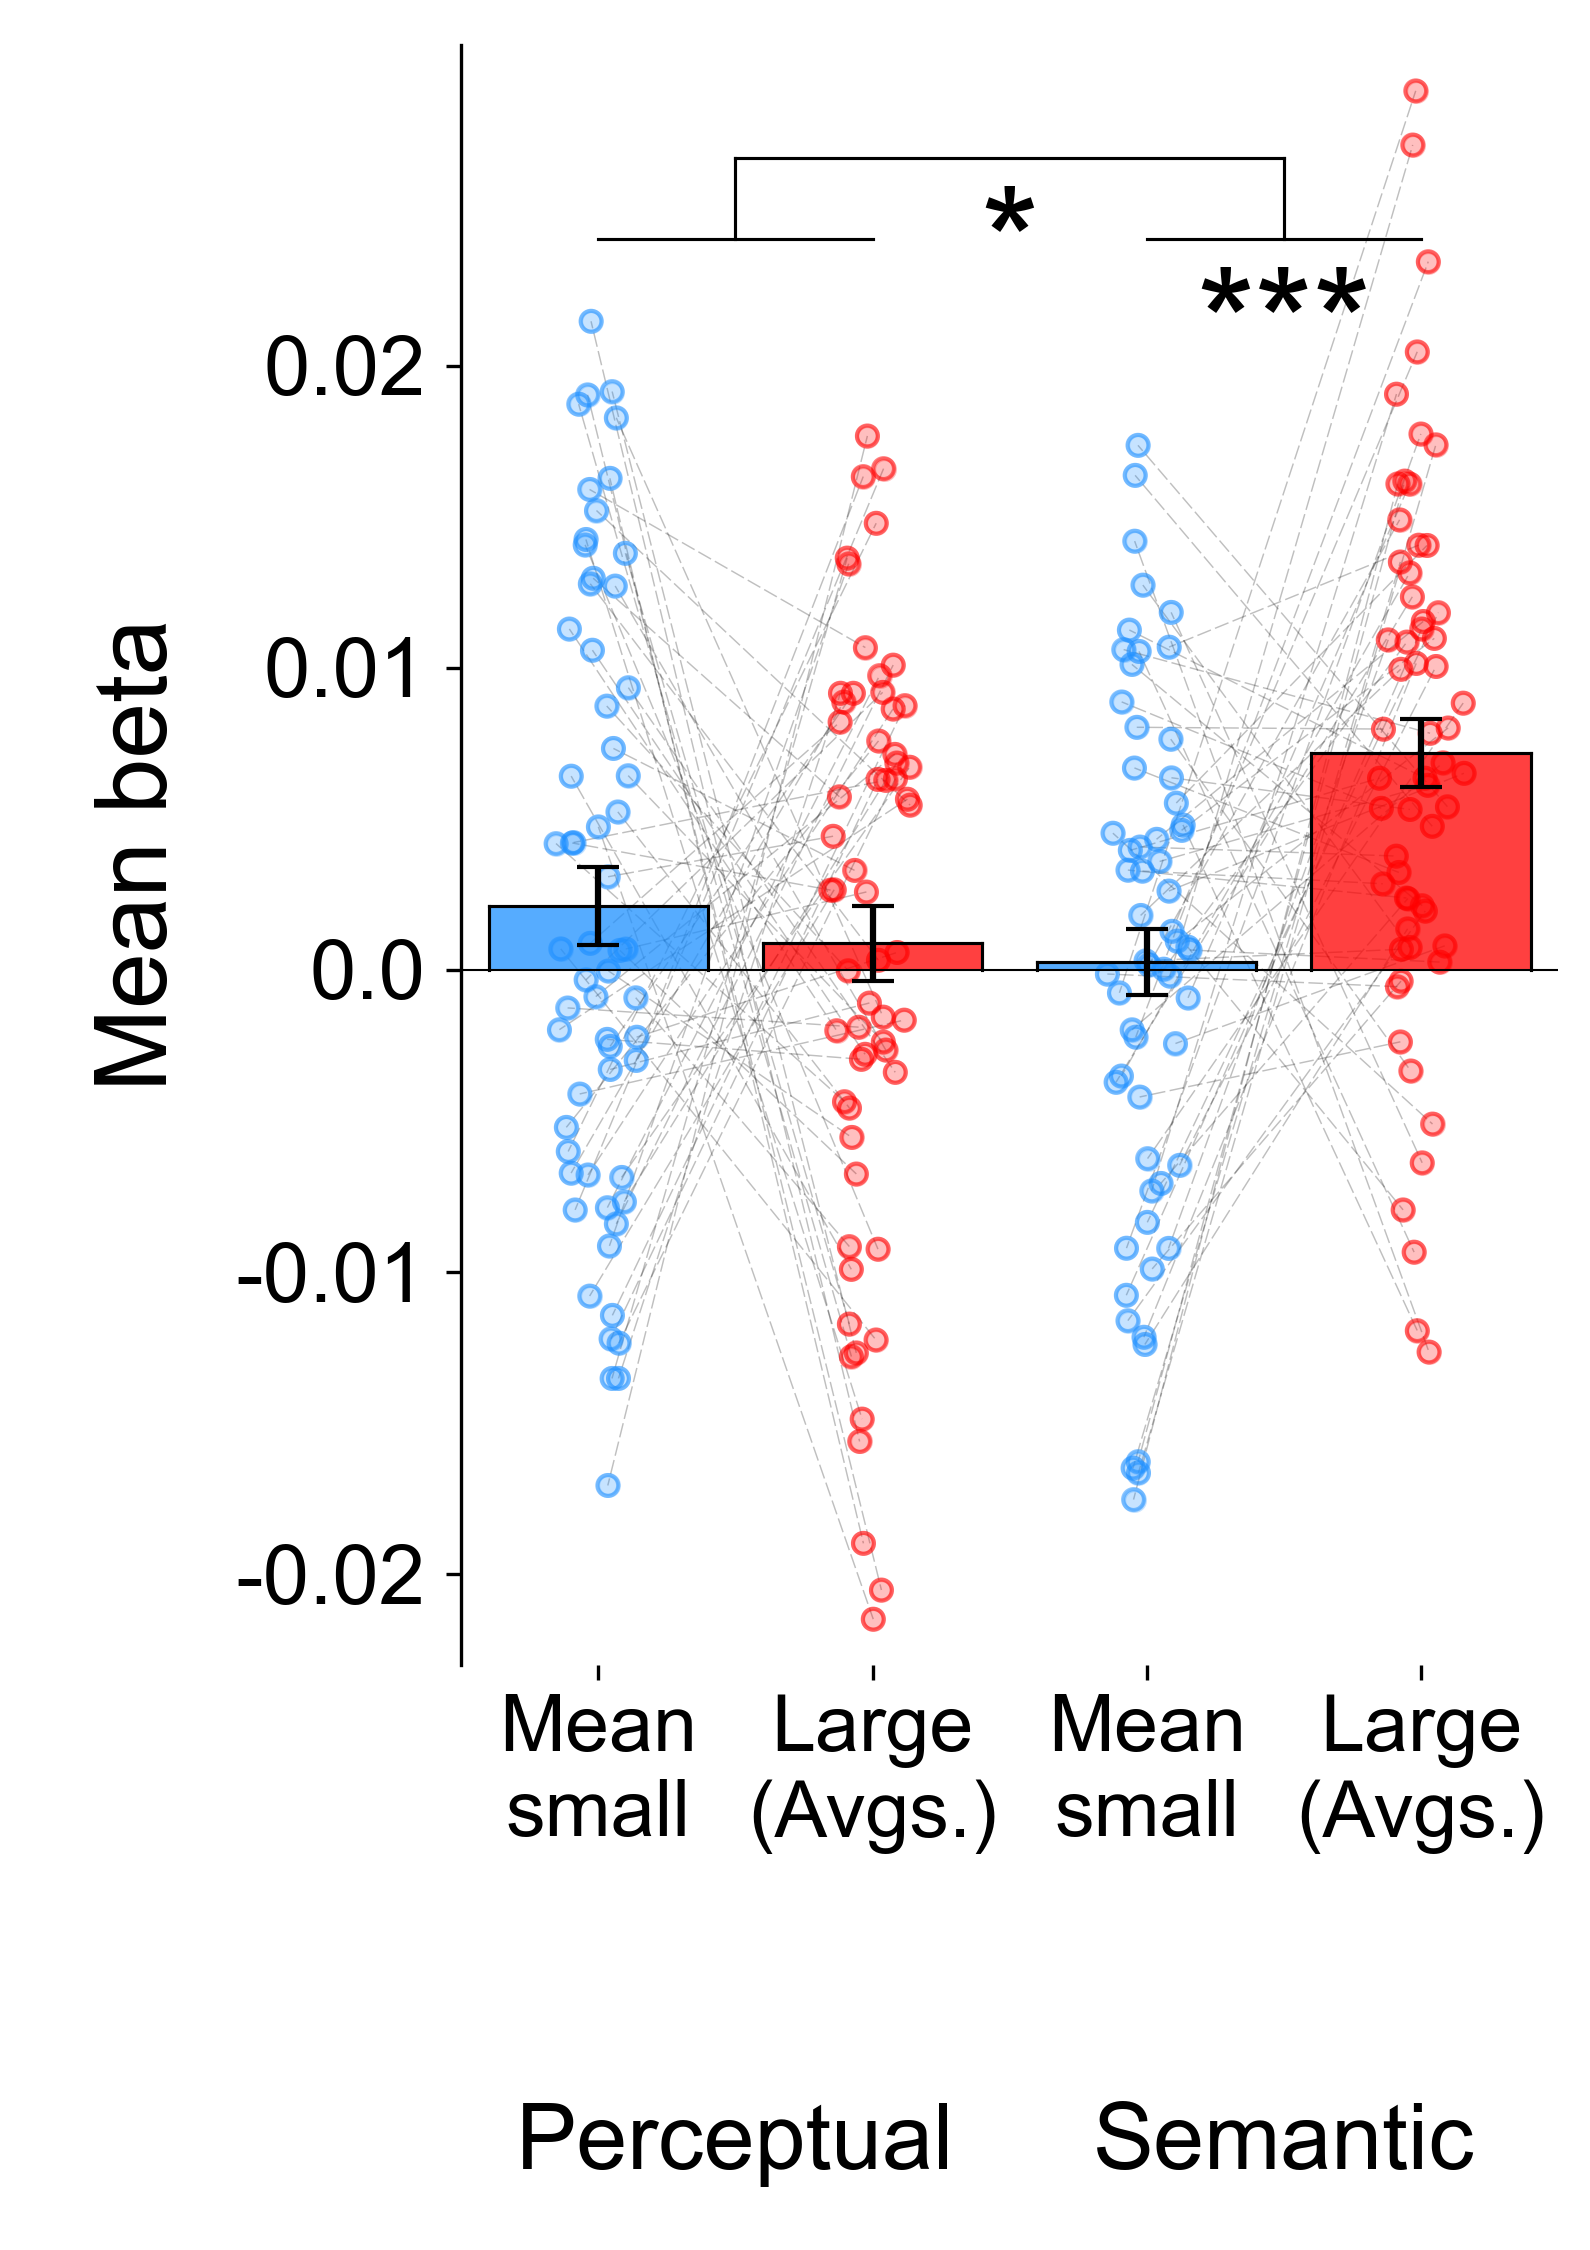 *
***
0.02
0.01
0.0
-0.01
-0.02
Mean beta
Mean small
Large (Avgs.)
Mean small
Large (Avgs.)
Perceptual
Semantic